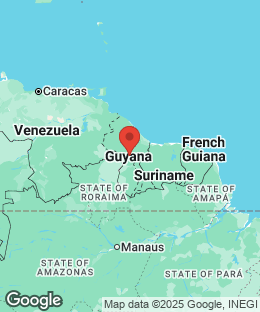 Caracas
Venezuela
Guyana
French
Guiana
Suriname
STATE OF
RORAIMA
STATE OF
AMAPÁ
Manaus
STATE OF
AMAZONAS
STATE OF PARÁ
Google
Map data ©2025 Google, INEGI